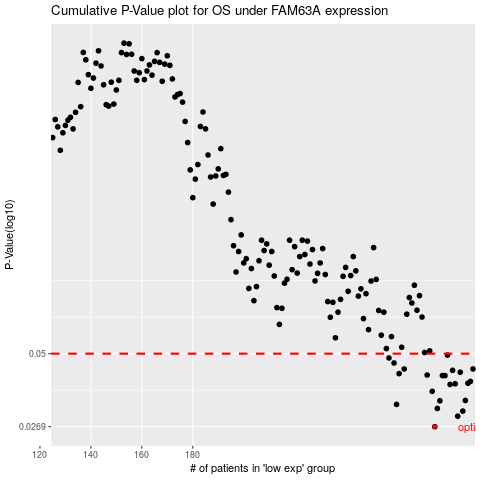 Cumulative P-Value plot for OS under FAM63A expression
P-Value(log10)
0.05
0.0269
opti
120 140 160 180
# of patients in 'low exp' group